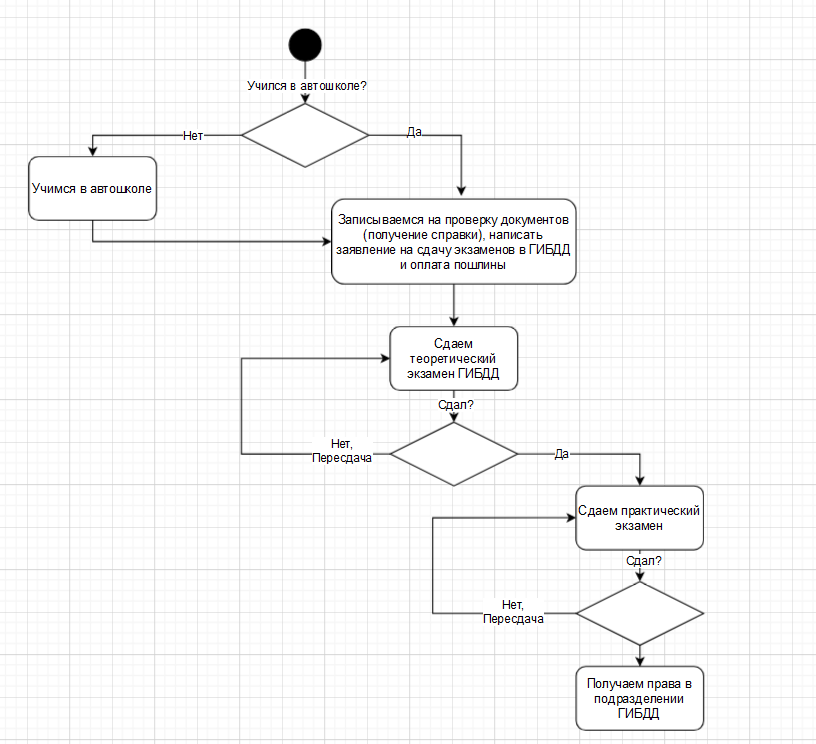 Учился в автошколе?
Нет
Да
Учимся в автошколе
Записываемся на проверку документов
(получение справки), написать
заявление на сдачу экзаменов в ГИБДД
и оплата пошлины
Сдаем
теоретический
экзамен ГИБДД
Сдал?
Нет,
Пересдача
Да
Сдаем практический
экзамен
Сдал?
Нет,
Пересдача
Получаем права в
подразделении
ГИБДД